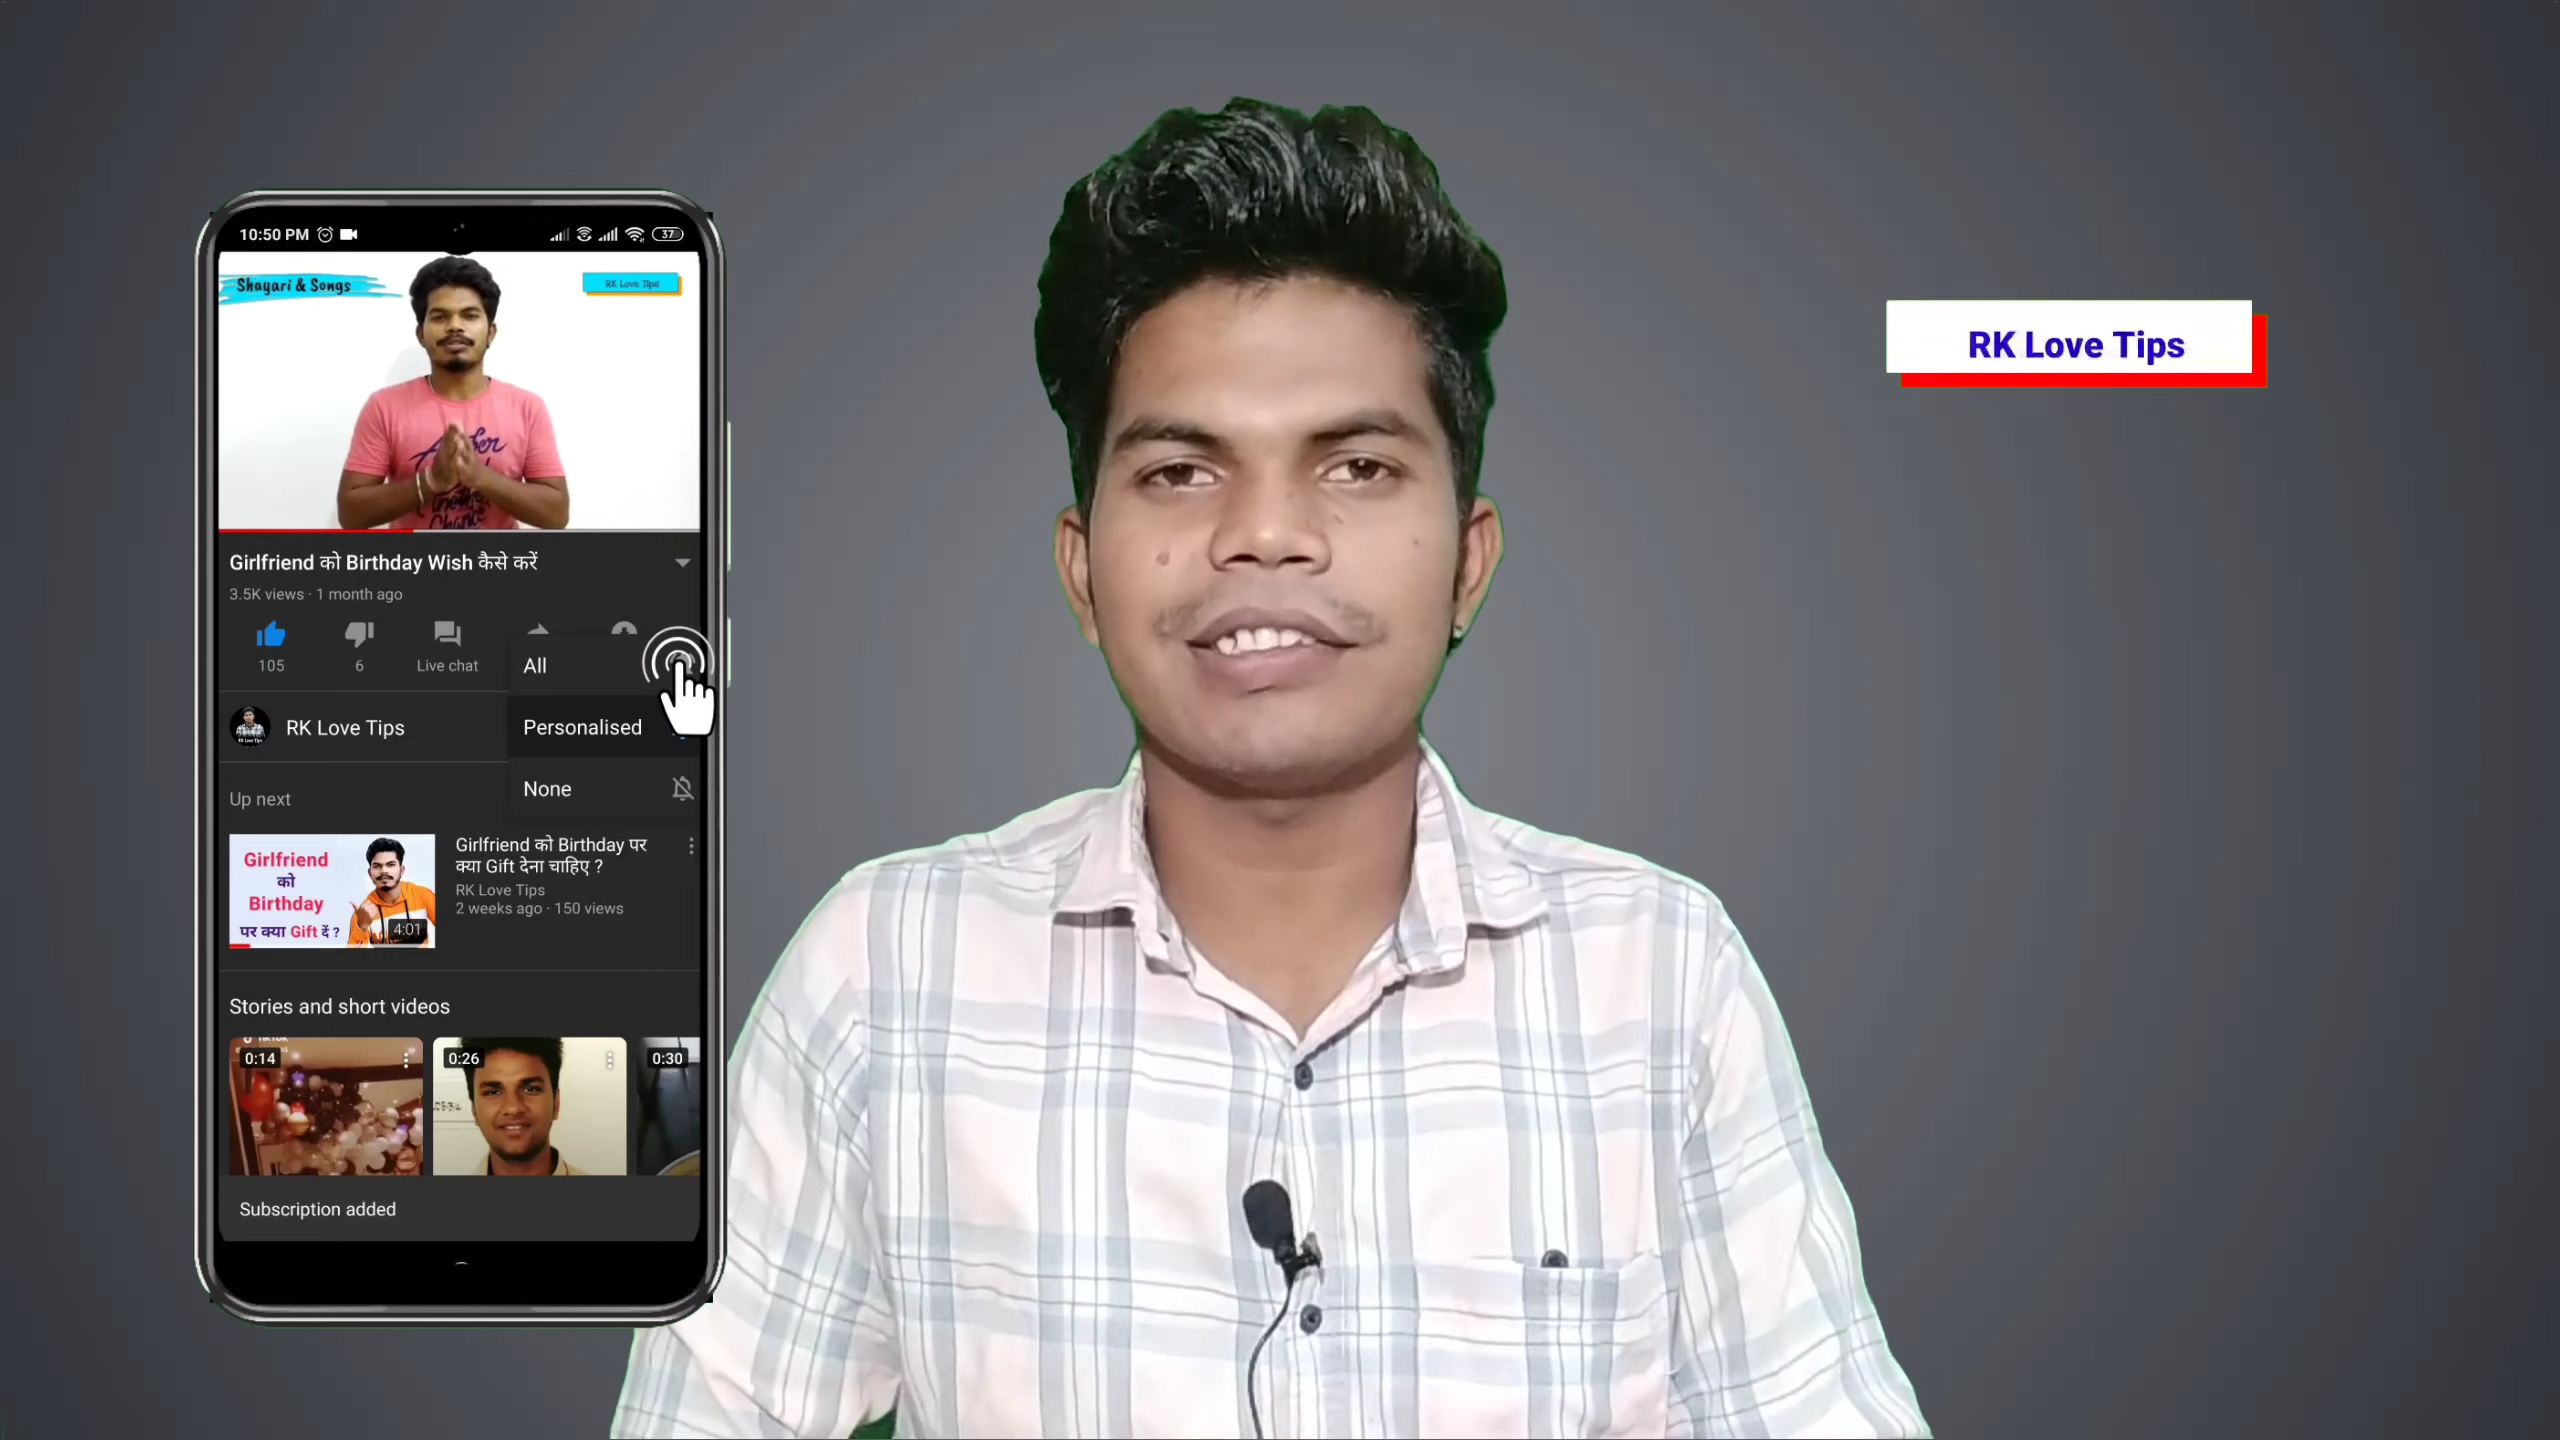 10:50 PM
37
Shayari & Songs
RK Love Tips
Girlfriend को Birthday Wish कैसे करें
3.5K views · 1 month ago
105
6
Live chat
All
RK Love Tips
Personalised
None
Up next
Girlfriend
को
Birthday
पर क्या Gift दें ?
4:01
Girlfriend को Birthday पर
क्या Gift देना चाहिए ?
RK Love Tips
2 weeks ago · 150 views
Stories and short videos
0:14
0:26
0:30
Subscription added
RK Love Tips